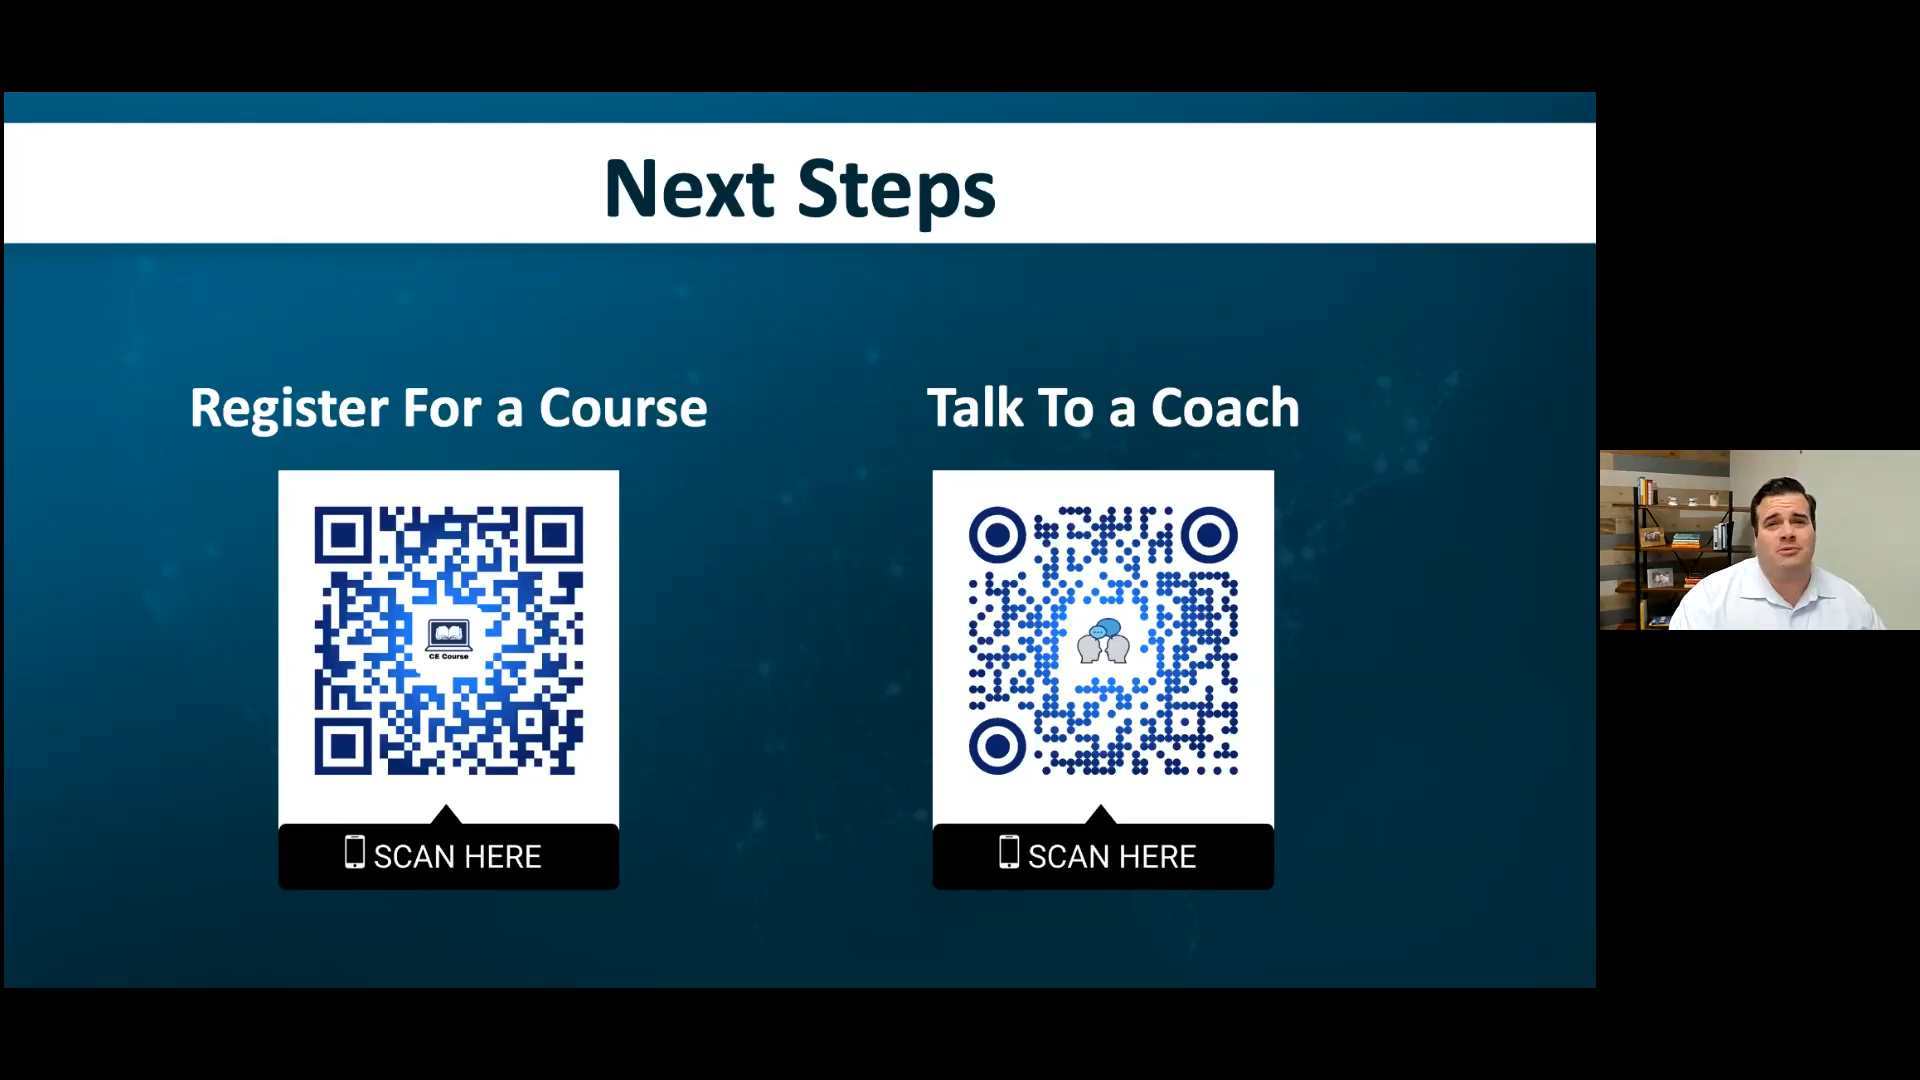 Next Steps
Register For a Course
Talk To a Coach
CE Course
SCAN HERE
SCAN HERE